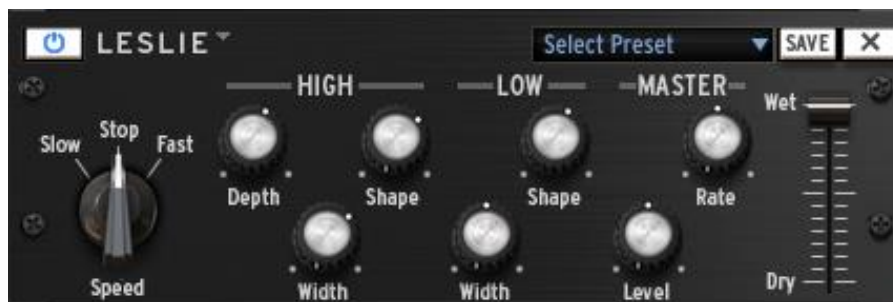 LESLIE Select Preset SAVE X
HIGH LOW MASTER Wet
Slow Stop Fast
Depth Shape Shape Rate
Speed Width Width Level Dry